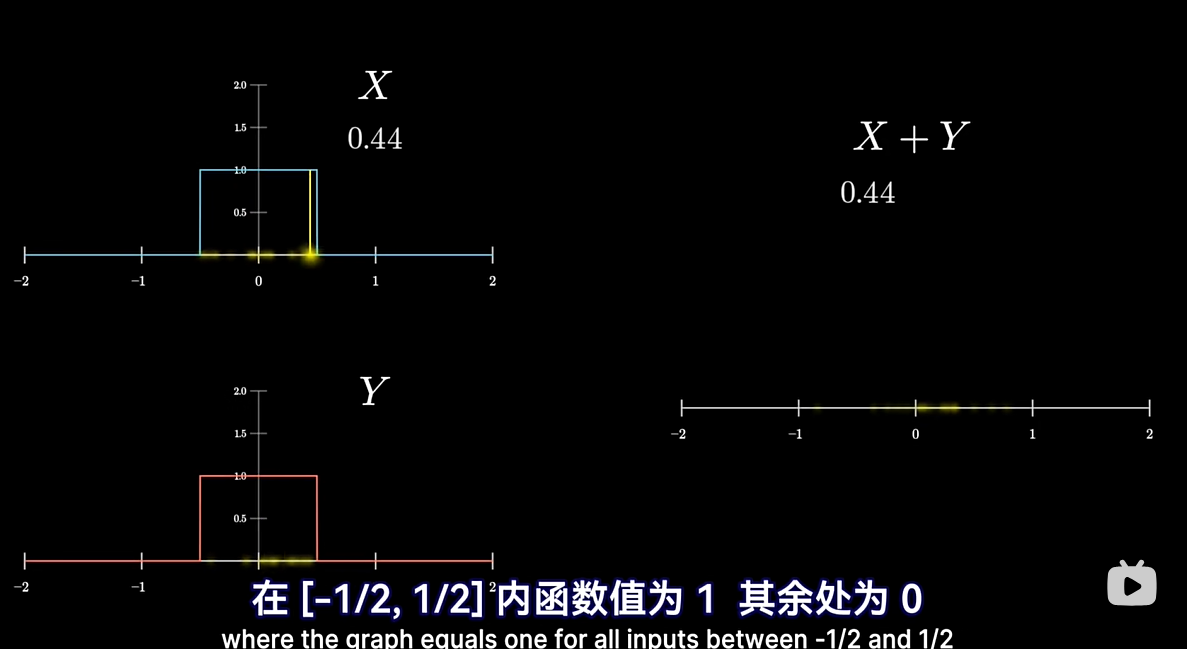 X
0.44
2.0
1.5
1.0
0.5
−2 −1 0 1 2
X + Y
0.44
−2 −1 0 1 2
Y
2.0
1.5
1.0
0.5
−2 −1 2
在 [-1/2, 1/2] 内函数值为 1 其余处为 0
where the graph equals one for all inputs between -1/2 and 1/2